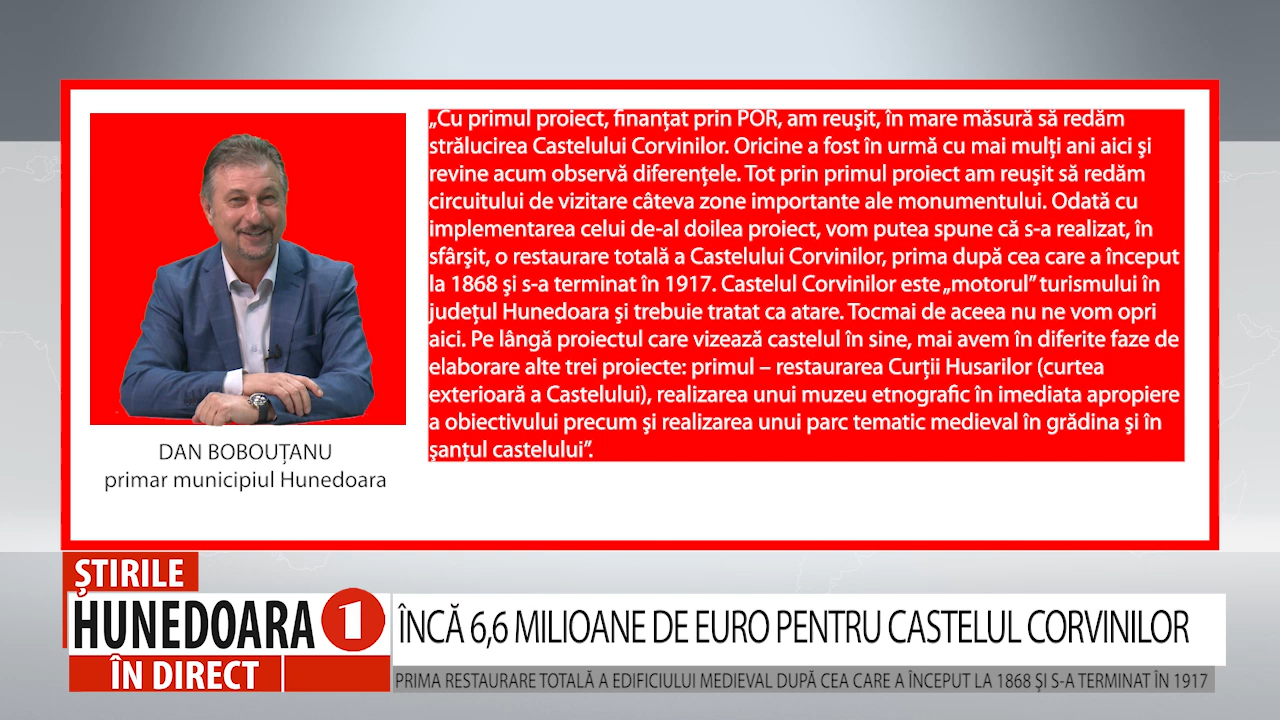 „Cu primul proiect, finanţat prin POR, am reuşit, în mare măsură să redăm
strălucirea Castelului Corvinilor. Oricine a fost în urmă cu mai mulţi ani aici şi
revine acum observă diferenţele. Tot prin primul proiect am reuşit să redăm
circuitului de vizitare câteva zone importante ale monumentului. Odată cu
implementarea celui de-al doilea proiect, vom putea spune că s-a realizat, în
sfârşit, o restaurare totală a Castelului Corvinilor, prima după cea care a început
la 1868 şi s-a terminat în 1917. Castelul Corvinilor este „motorul” turismului în
judeţul Hunedoara şi trebuie tratat ca atare. Tocmai de aceea nu ne vom opri
aici. Pe lângă proiectul care vizează castelul în sine, mai avem în diferite faze de
elaborare alte trei proiecte: primul – restaurarea Curţii Husarilor (curtea
exterioară a Castelului), realizarea unui muzeu etnografic în imediata apropiere
a obiectivului precum şi realizarea unui parc tematic medieval în grădina şi în
şanţul castelului”.
DAN BOBOUȚANU
primar municipiul Hunedoara
ȘTIRILE
HUNEDOARA 1
ÎN DIRECT
ÎNCĂ 6,6 MILIOANE DE EURO PENTRU CASTELUL CORVINILOR
PRIMA RESTAURARE TOTALĂ A EDIFICIULUI MEDIEVAL DUPĂ CEA CARE A ÎNCEPUT LA 1868 ŞI S-A TERMINAT ÎN 1917